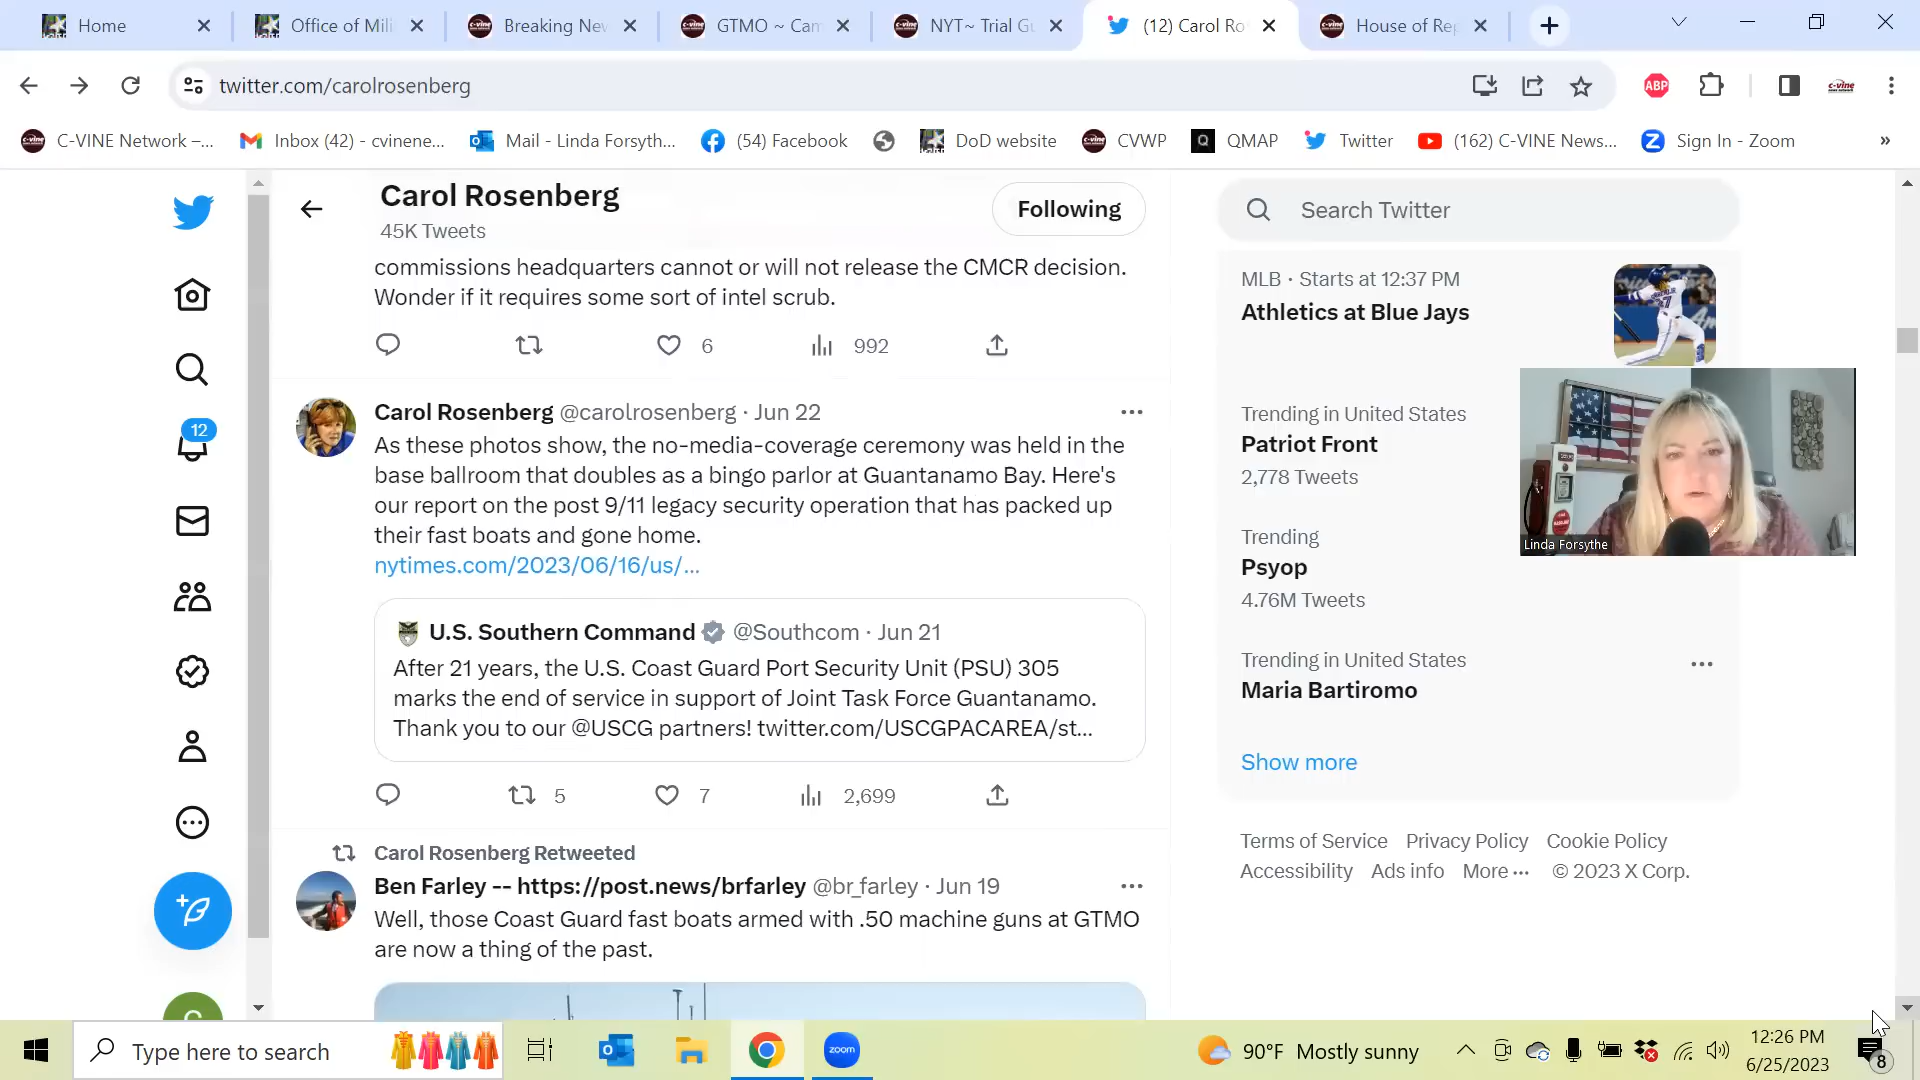 Home
Office of Mili
Breaking Nev
GTMO ~ Cam
NYT~ Trial Gu
(12) Carol Ro
House of Rep
twitter.com/carolrosenberg
ABP
c-vine
C-VINE Network –...
Inbox (42) - cvinene...
Mail - Linda Forsyth...
(54) Facebook
DoD website
CVWP
Q
QMAP
Twitter
(162) C-VINE News...
Sign In - Zoom
»
Carol Rosenberg
45K Tweets
Following
Search Twitter
commissions headquarters cannot or will not release the CMCR decision.
Wonder if it requires some sort of intel scrub.
6
992
12
Carol Rosenberg @carolrosenberg · Jun 22
As these photos show, the no-media-coverage ceremony was held in the
base ballroom that doubles as a bingo parlor at Guantanamo Bay. Here's
our report on the post 9/11 legacy security operation that has packed up
their fast boats and gone home.
nytimes.com/2023/06/16/us/...
U.S. Southern Command @Southcom · Jun 21
After 21 years, the U.S. Coast Guard Port Security Unit (PSU) 305
marks the end of service in support of Joint Task Force Guantanamo.
Thank you to our @USCG partners! twitter.com/USCGPACAREA/st...
5
7
2,699
Carol Rosenberg Retweeted
Ben Farley -- https://post.news/brfarley @br_farley · Jun 19
Well, those Coast Guard fast boats armed with .50 machine guns at GTMO
are now a thing of the past.
MLB · Starts at 12:37 PM
Athletics at Blue Jays
Trending in United States
Patriot Front
2,778 Tweets
Trending
Psyop
4.76M Tweets
Trending in United States
Maria Bartiromo
Show more
Linda Forsythe
Terms of Service Privacy Policy Cookie Policy
Accessibility Ads info More ··· © 2023 X Corp.
Type here to search
zoom
90°F Mostly sunny
12:26 PM
6/25/2023
8